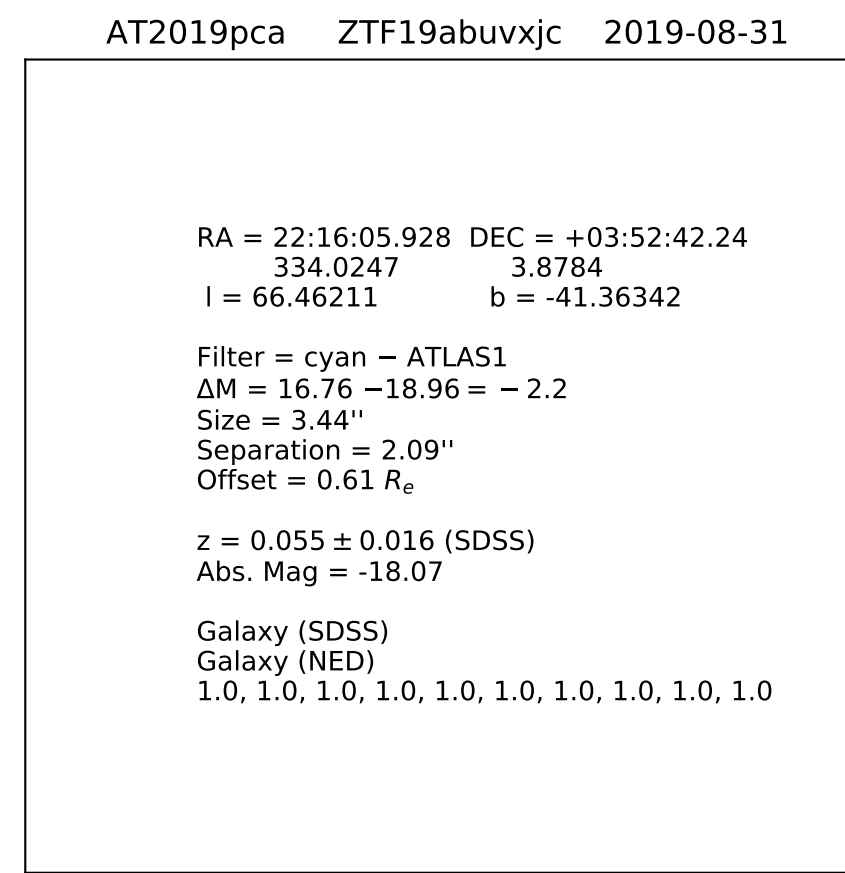 AT2019pca ZTF19abuvxjc 2019-08-31
RA = 22:16:05.928 DEC = +03:52:42.24
334.0247 3.8784
l = 66.46211 b = -41.36342
Filter = cyan − ATLAS1
ΔM = 16.76 −18.96 = − 2.2
Size = 3.44''
Separation = 2.09''
Offset = 0.61 Rₑ
z = 0.055 ± 0.016 (SDSS)
Abs. Mag = -18.07
Galaxy (SDSS)
Galaxy (NED)
1.0, 1.0, 1.0, 1.0, 1.0, 1.0, 1.0, 1.0, 1.0, 1.0